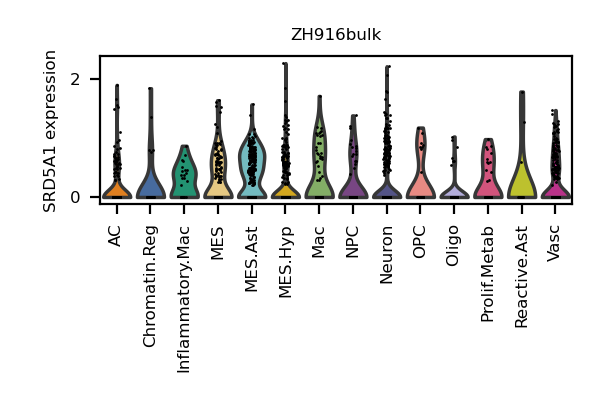 ZH916bulk
SRD5A1 expression
2
0
AC
Chromatin.Reg
Inflammatory.Mac
MES
MES.Ast
MES.Hyp
Mac
NPC
Neuron
OPC
Oligo
Prolif.Metab
Reactive.Ast
Vasc